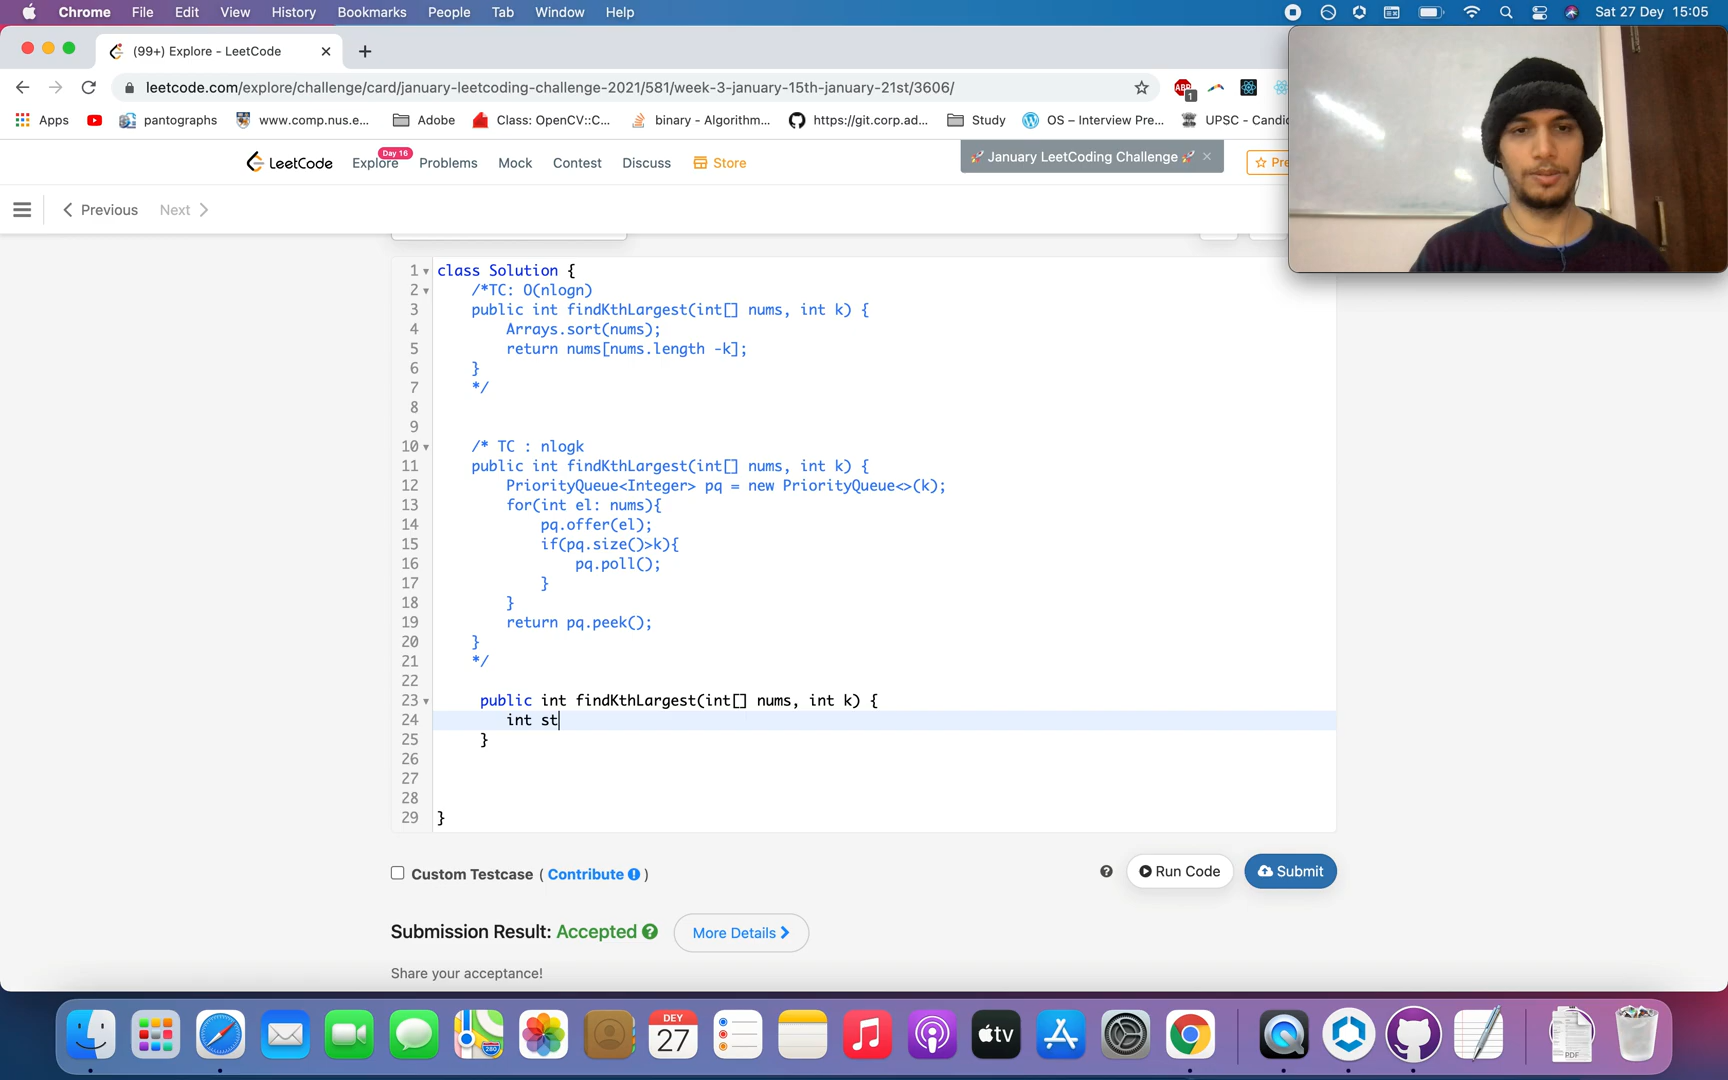 Chrome File Edit View History Bookmarks People Tab Window Help Sat 27 Dey 15:05
(99+) Explore - LeetCode
leetcode.com/explore/challenge/card/january-leetcoding-challenge-2021/581/week-3-january-15th-january-21st/3606/
ABP 1
Apps pantographs www.comp.nus.e... Adobe Class: OpenCV::C... binary - Algorithm... https://git.corp.ad... Study OS – Interview Pre... UPSC - Candid
LeetCode Explore Day 16 Problems Mock Contest Discuss Store 🚀 January LeetCoding Challenge 🚀 × Pre
Previous Next
1 class Solution {
2 /*TC: O(nlogn)
3 public int findKthLargest(int[] nums, int k) {
4 Arrays.sort(nums);
5 return nums[nums.length -k];
6 }
7 */
8
9
10 /* TC : nlogk
11 public int findKthLargest(int[] nums, int k) {
12 PriorityQueue<Integer> pq = new PriorityQueue<>(k);
13 for(int el: nums){
14 pq.offer(el);
15 if(pq.size()>k){
16 pq.poll();
17 }
18 }
19 return pq.peek();
20 }
21 */
22
23 public int findKthLargest(int[] nums, int k) {
24 int st
25 }
26
27
28
29 }
Custom Testcase ( Contribute )
Run Code Submit
Submission Result: Accepted More Details
Share your acceptance!
DEY
27
tv
PDF